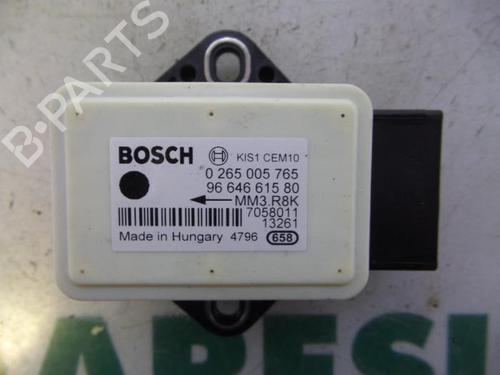 B-PARTS
BOSCH KIS1 CEM10
0 265 005 765
96 646 615 80
MM3.R8K
7058011
13261
Made in Hungary 4796 658